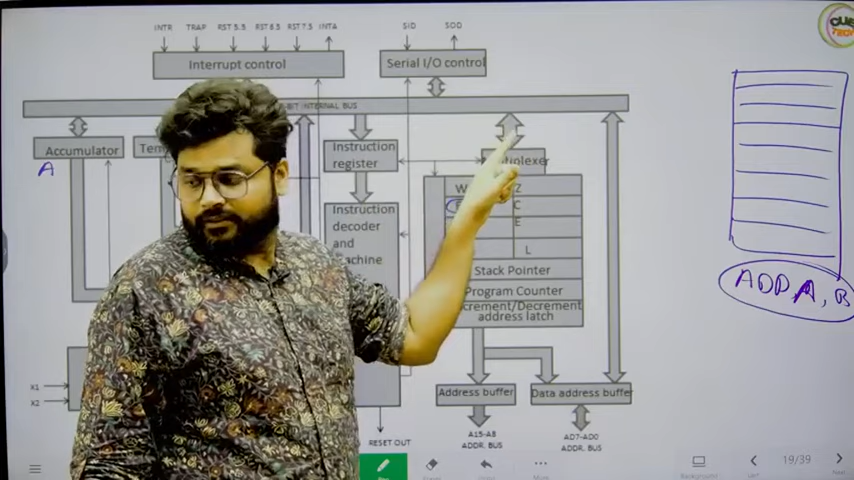 INTR TRAP RST 5.5 RST 6.5 RST 7.5 INTA
SID SOD
Interrupt control
Serial I/O control
-BIT INTERNAL BUS
Accumulator
Instruction
register
A
W Z
C
E
L
Instruction
decoder
and
Machine
Stack Pointer
Program Counter
address latch
ADD A, B
X1
X2
Address buffer
Data address buffer
RESET OUT
A15-A8
ADDR. BUS
AD7-AD0
ADDR. BUS
19/39